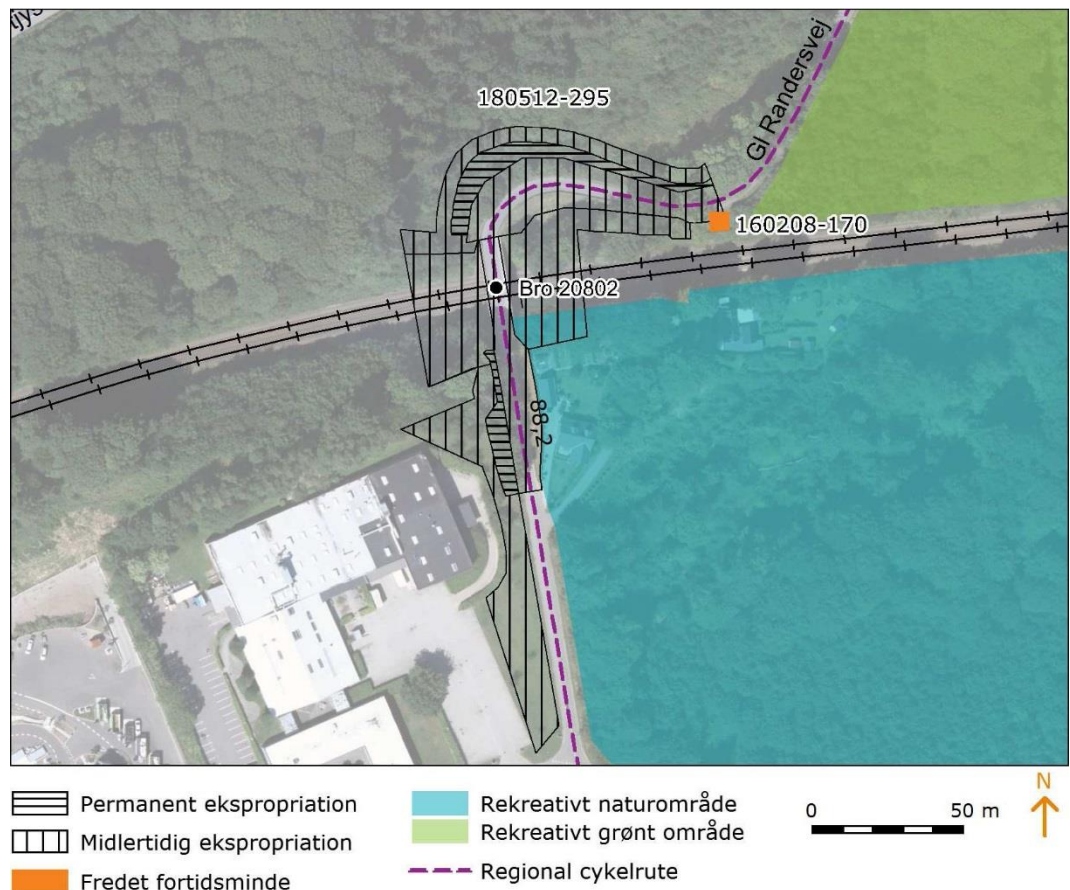 tjys
180512-295
Gl Randersvej
160208-170
Bro 20802
88,2
Permanent ekspropriation
Midlertidig ekspropriation
Fredet fortidsminde
Rekreativt naturområde
Rekreativt grønt område
Regional cykelrute
0 50 m
N